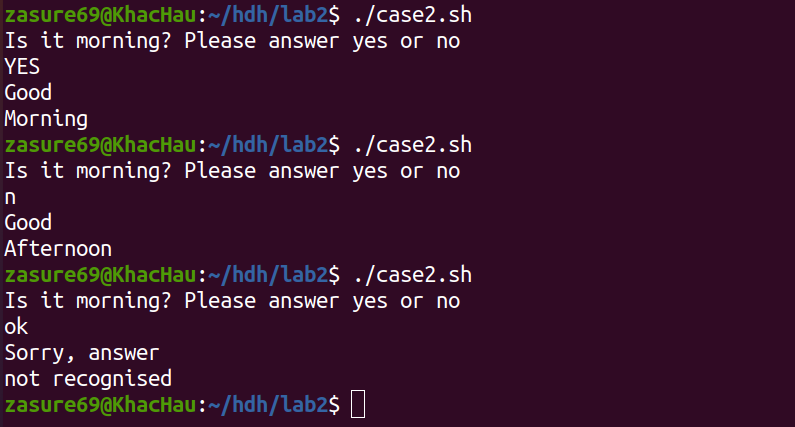 zasure69@KhacHau:~/hdh/lab2$ ./case2.sh
Is it morning? Please answer yes or no
YES
Good
Morning
zasure69@KhacHau:~/hdh/lab2$ ./case2.sh
Is it morning? Please answer yes or no
n
Good
Afternoon
zasure69@KhacHau:~/hdh/lab2$ ./case2.sh
Is it morning? Please answer yes or no
ok
Sorry, answer
not recognised
zasure69@KhacHau:~/hdh/lab2$